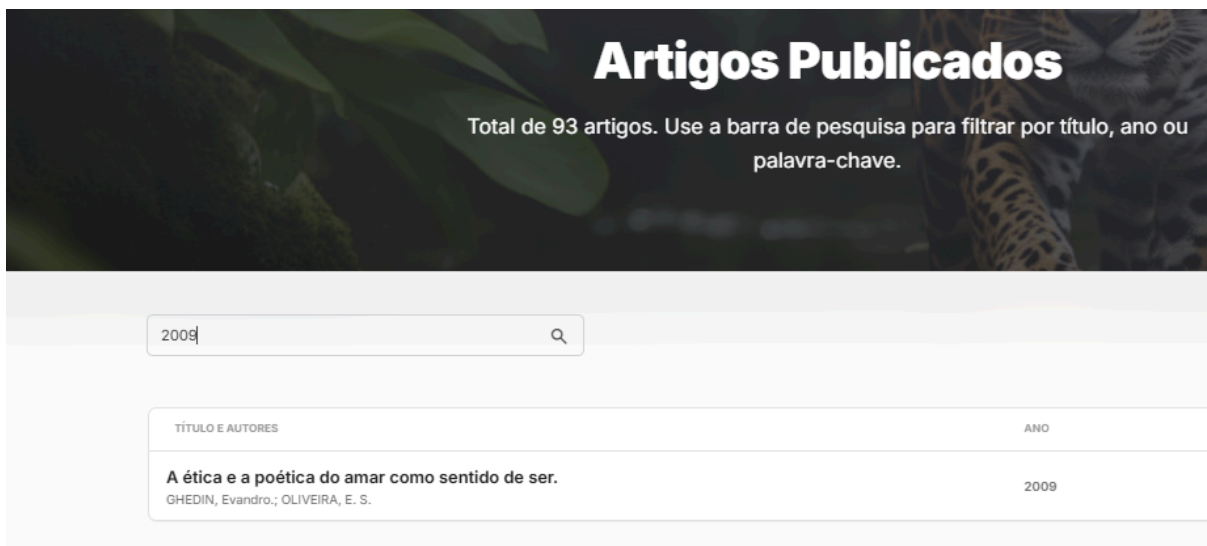 Artigos Publicados
Total de 93 artigos. Use a barra de pesquisa para filtrar por título, ano ou
palavra-chave.
2009
TÍTULO E AUTORES
ANO
A ética e a poética do amar como sentido de ser.
GHEDIN, Evandro.; OLIVEIRA, E. S.
2009